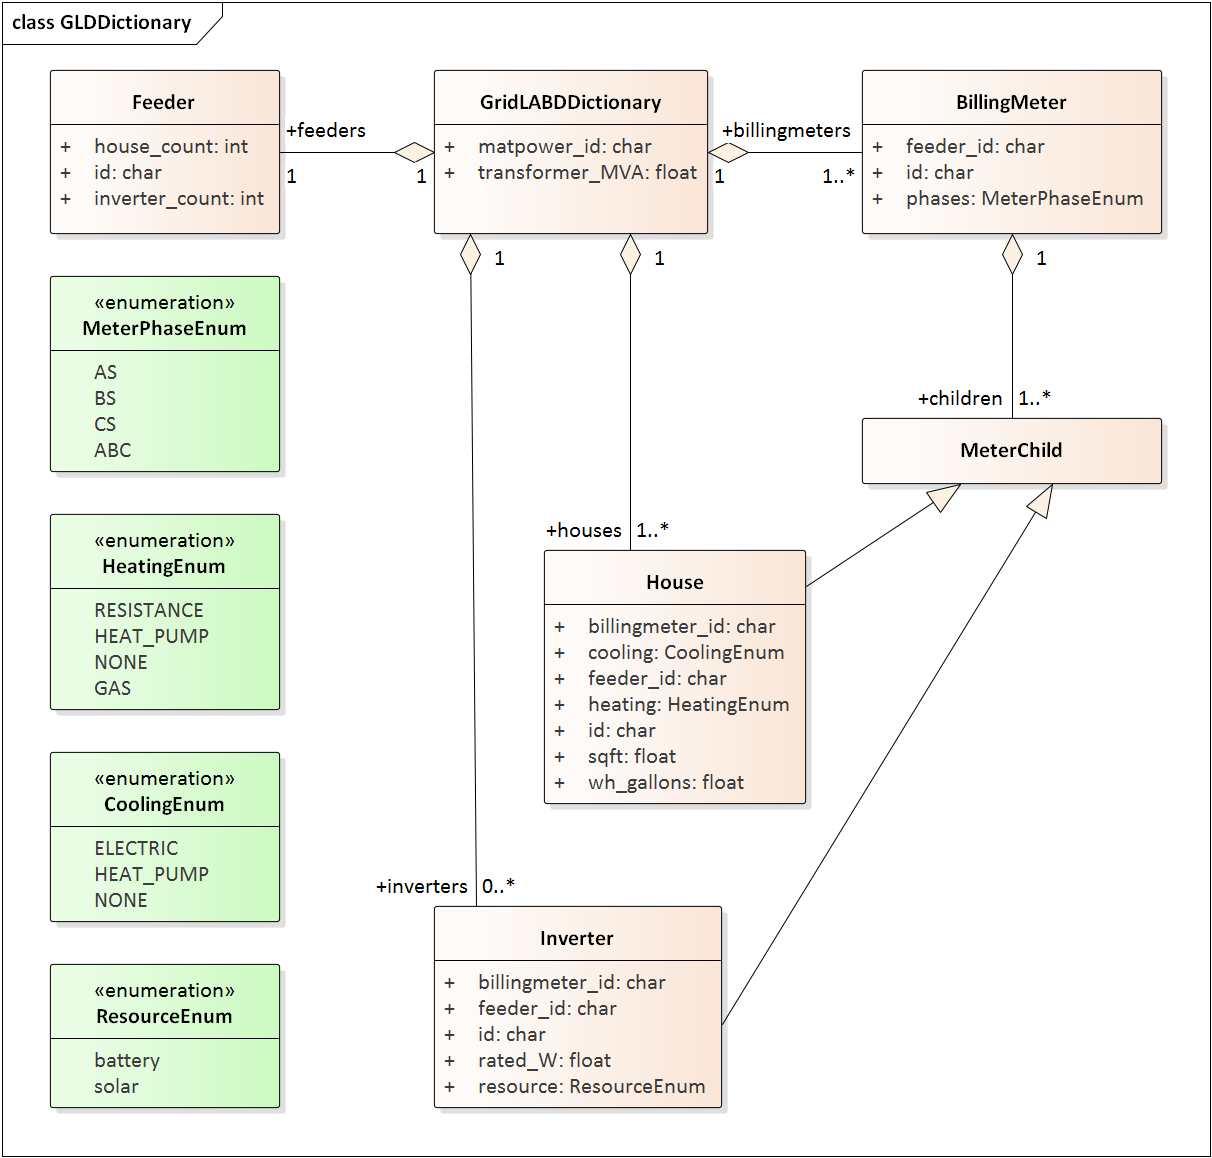 class GLDDictionary
Feeder
+ house_count: int
+ id: char
+ inverter_count: int
+feeders
1
1
GridLABDDictionary
+ matpower_id: char
+ transformer_MVA: float
+billingmeters
1
1..*
BillingMeter
+ feeder_id: char
+ id: char
+ phases: MeterPhaseEnum
1
1
1
«enumeration»
MeterPhaseEnum
AS
BS
CS
ABC
+children 1..*
MeterChild
«enumeration»
HeatingEnum
RESISTANCE
HEAT_PUMP
NONE
GAS
+houses 1..*
House
+ billingmeter_id: char
+ cooling: CoolingEnum
+ feeder_id: char
+ heating: HeatingEnum
+ id: char
+ sqft: float
+ wh_gallons: float
«enumeration»
CoolingEnum
ELECTRIC
HEAT_PUMP
NONE
+inverters 0..*
Inverter
+ billingmeter_id: char
+ feeder_id: char
+ id: char
+ rated_W: float
+ resource: ResourceEnum
«enumeration»
ResourceEnum
battery
solar